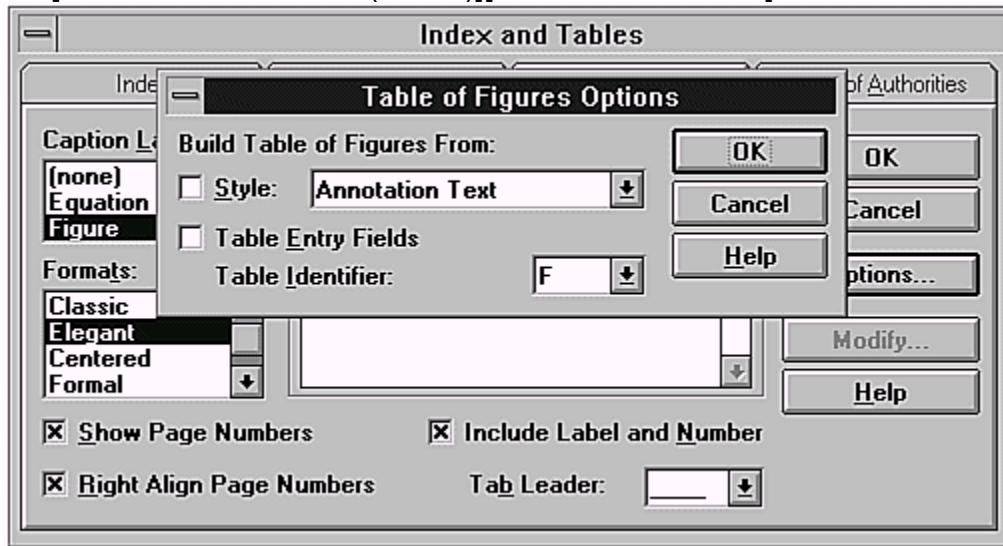 Index and Tables
Inde
of Authorities
Table of Figures Options
Build Table of Figures From:
Style: Annotation Text
Table Entry Fields
Table Identifier: F
OK
Cancel
Help
Caption La
(none)
Equation
Figure
Formats:
Classic
Elegant
Centered
Formal
OK
Cancel
ptions...
Modify...
Help
Show Page Numbers
Include Label and Number
Right Align Page Numbers
Tab Leader: ____